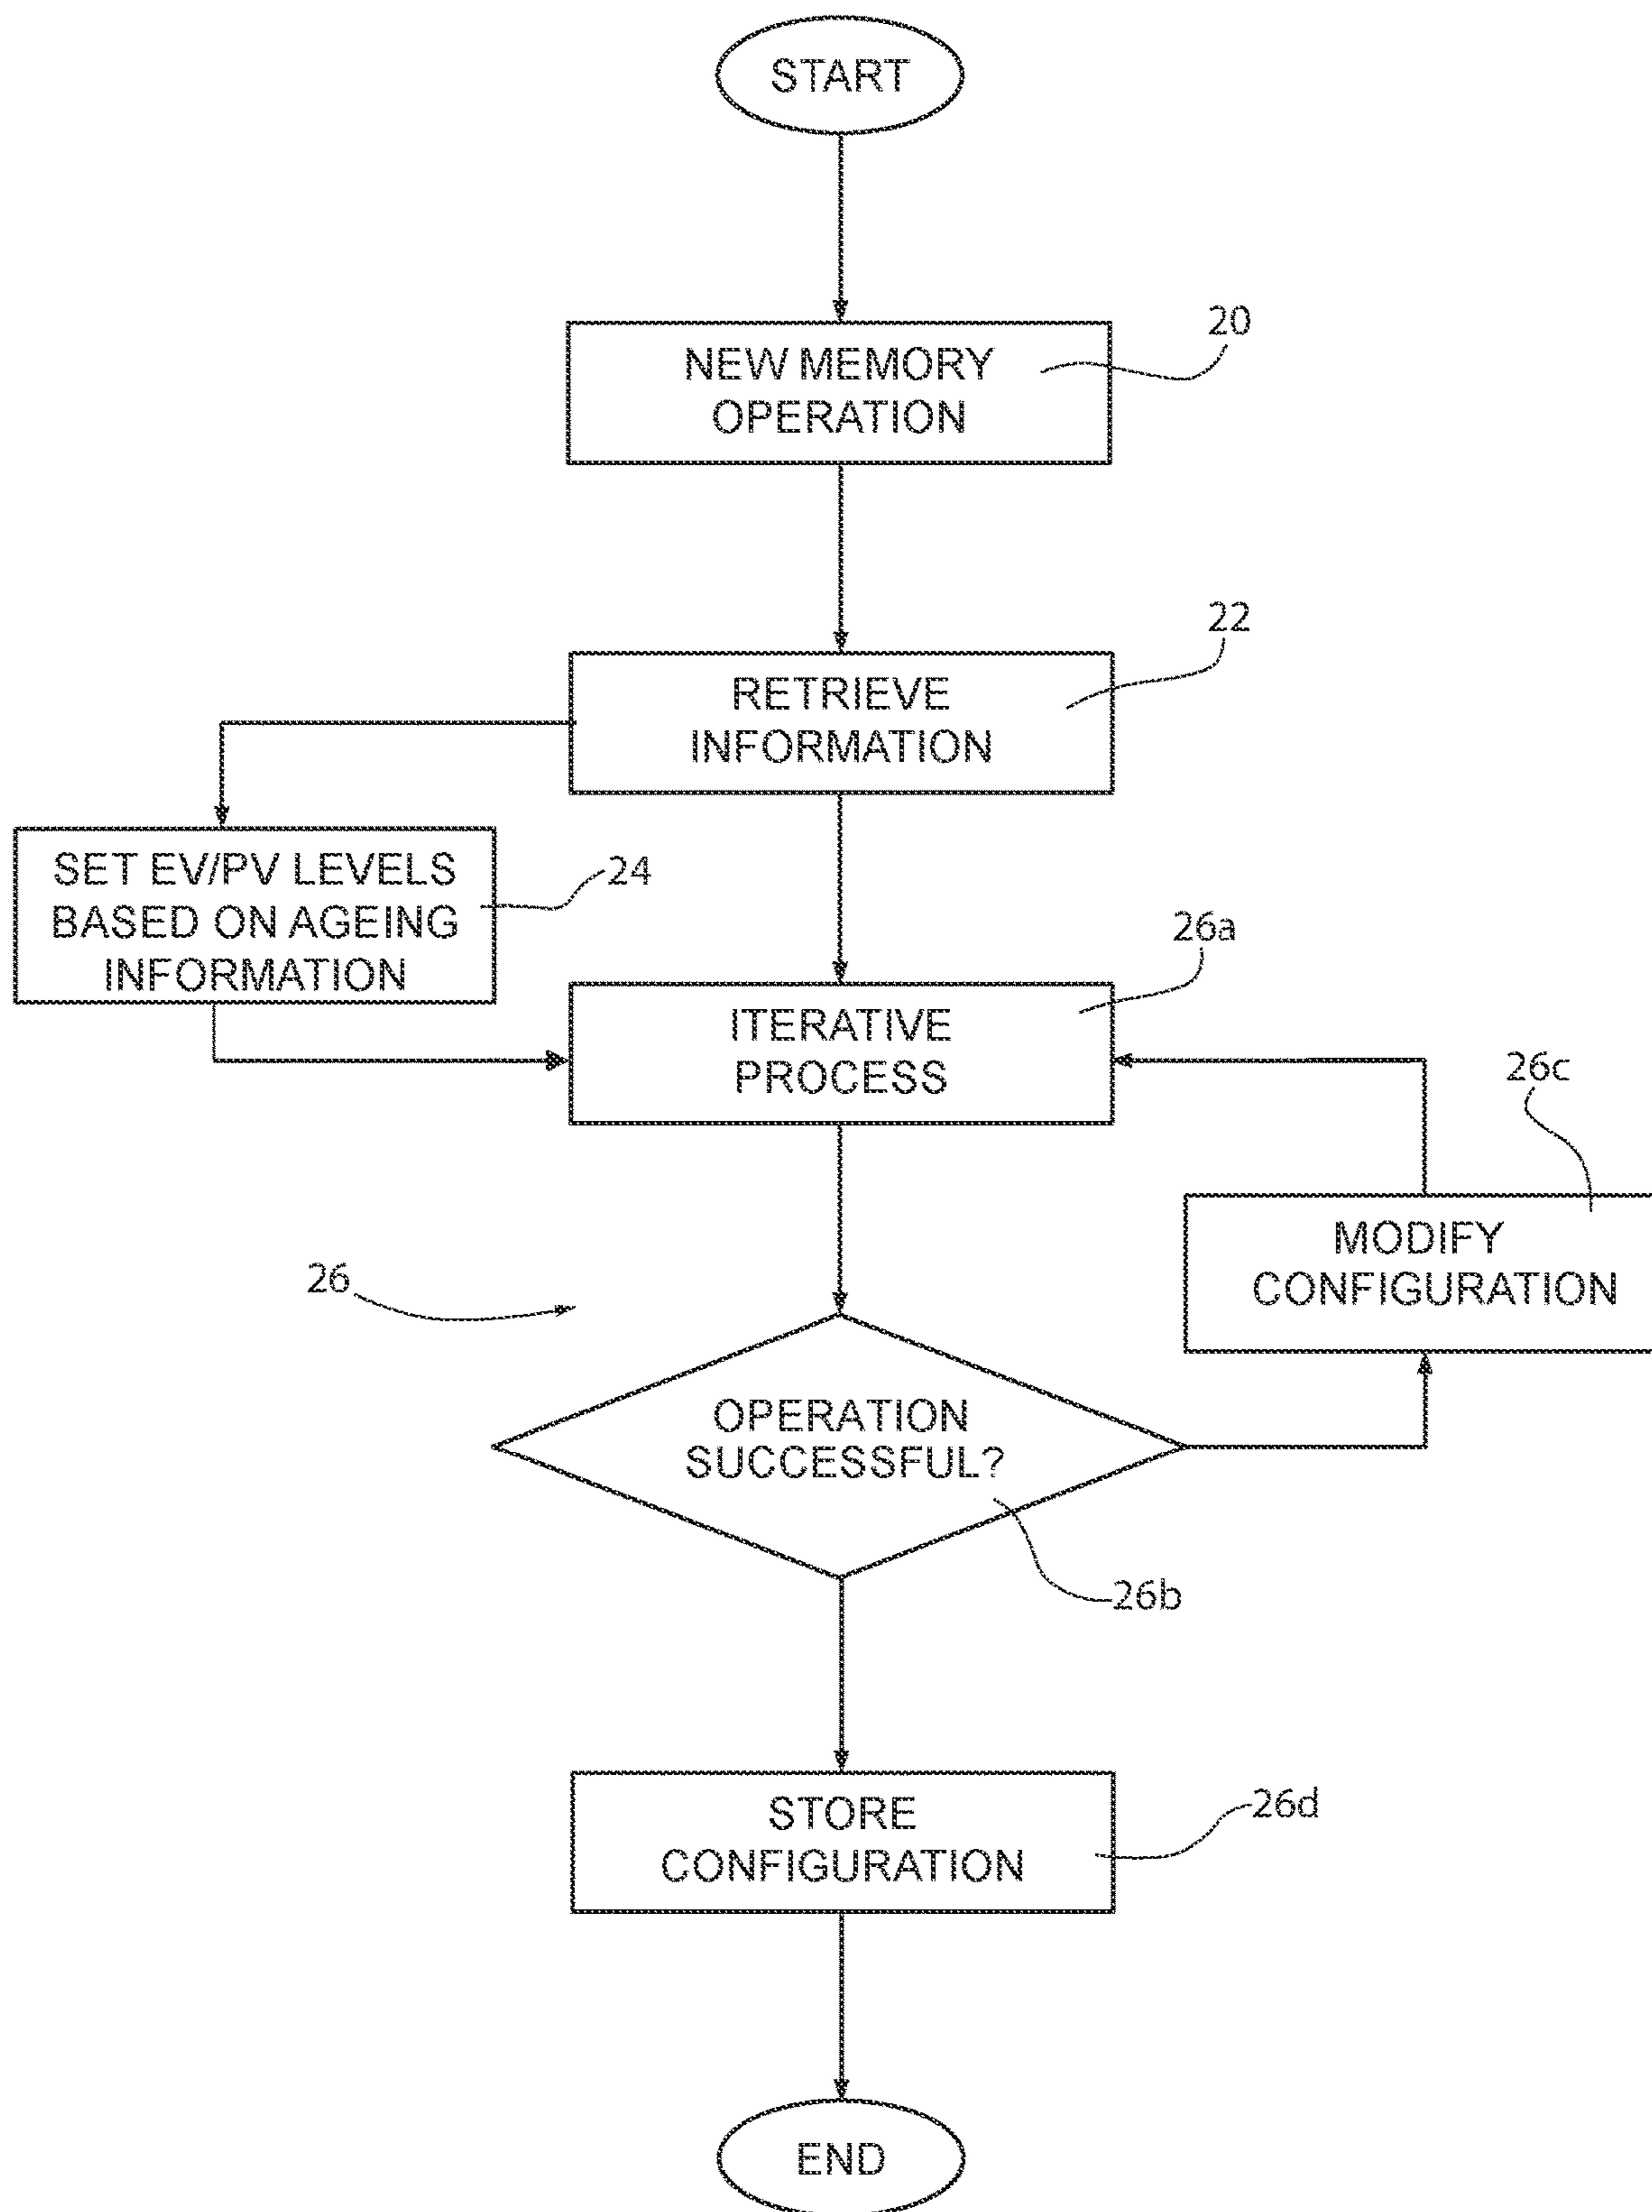 START
20
NEW MEMORY
OPERATION
22
RETRIEVE
INFORMATION
SET EV/PV LEVELS
BASED ON AGEING
INFORMATION
24
26a
ITERATIVE
PROCESS
26c
MODIFY
CONFIGURATION
26
OPERATION
SUCCESSFUL?
26b
STORE
CONFIGURATION
26d
END